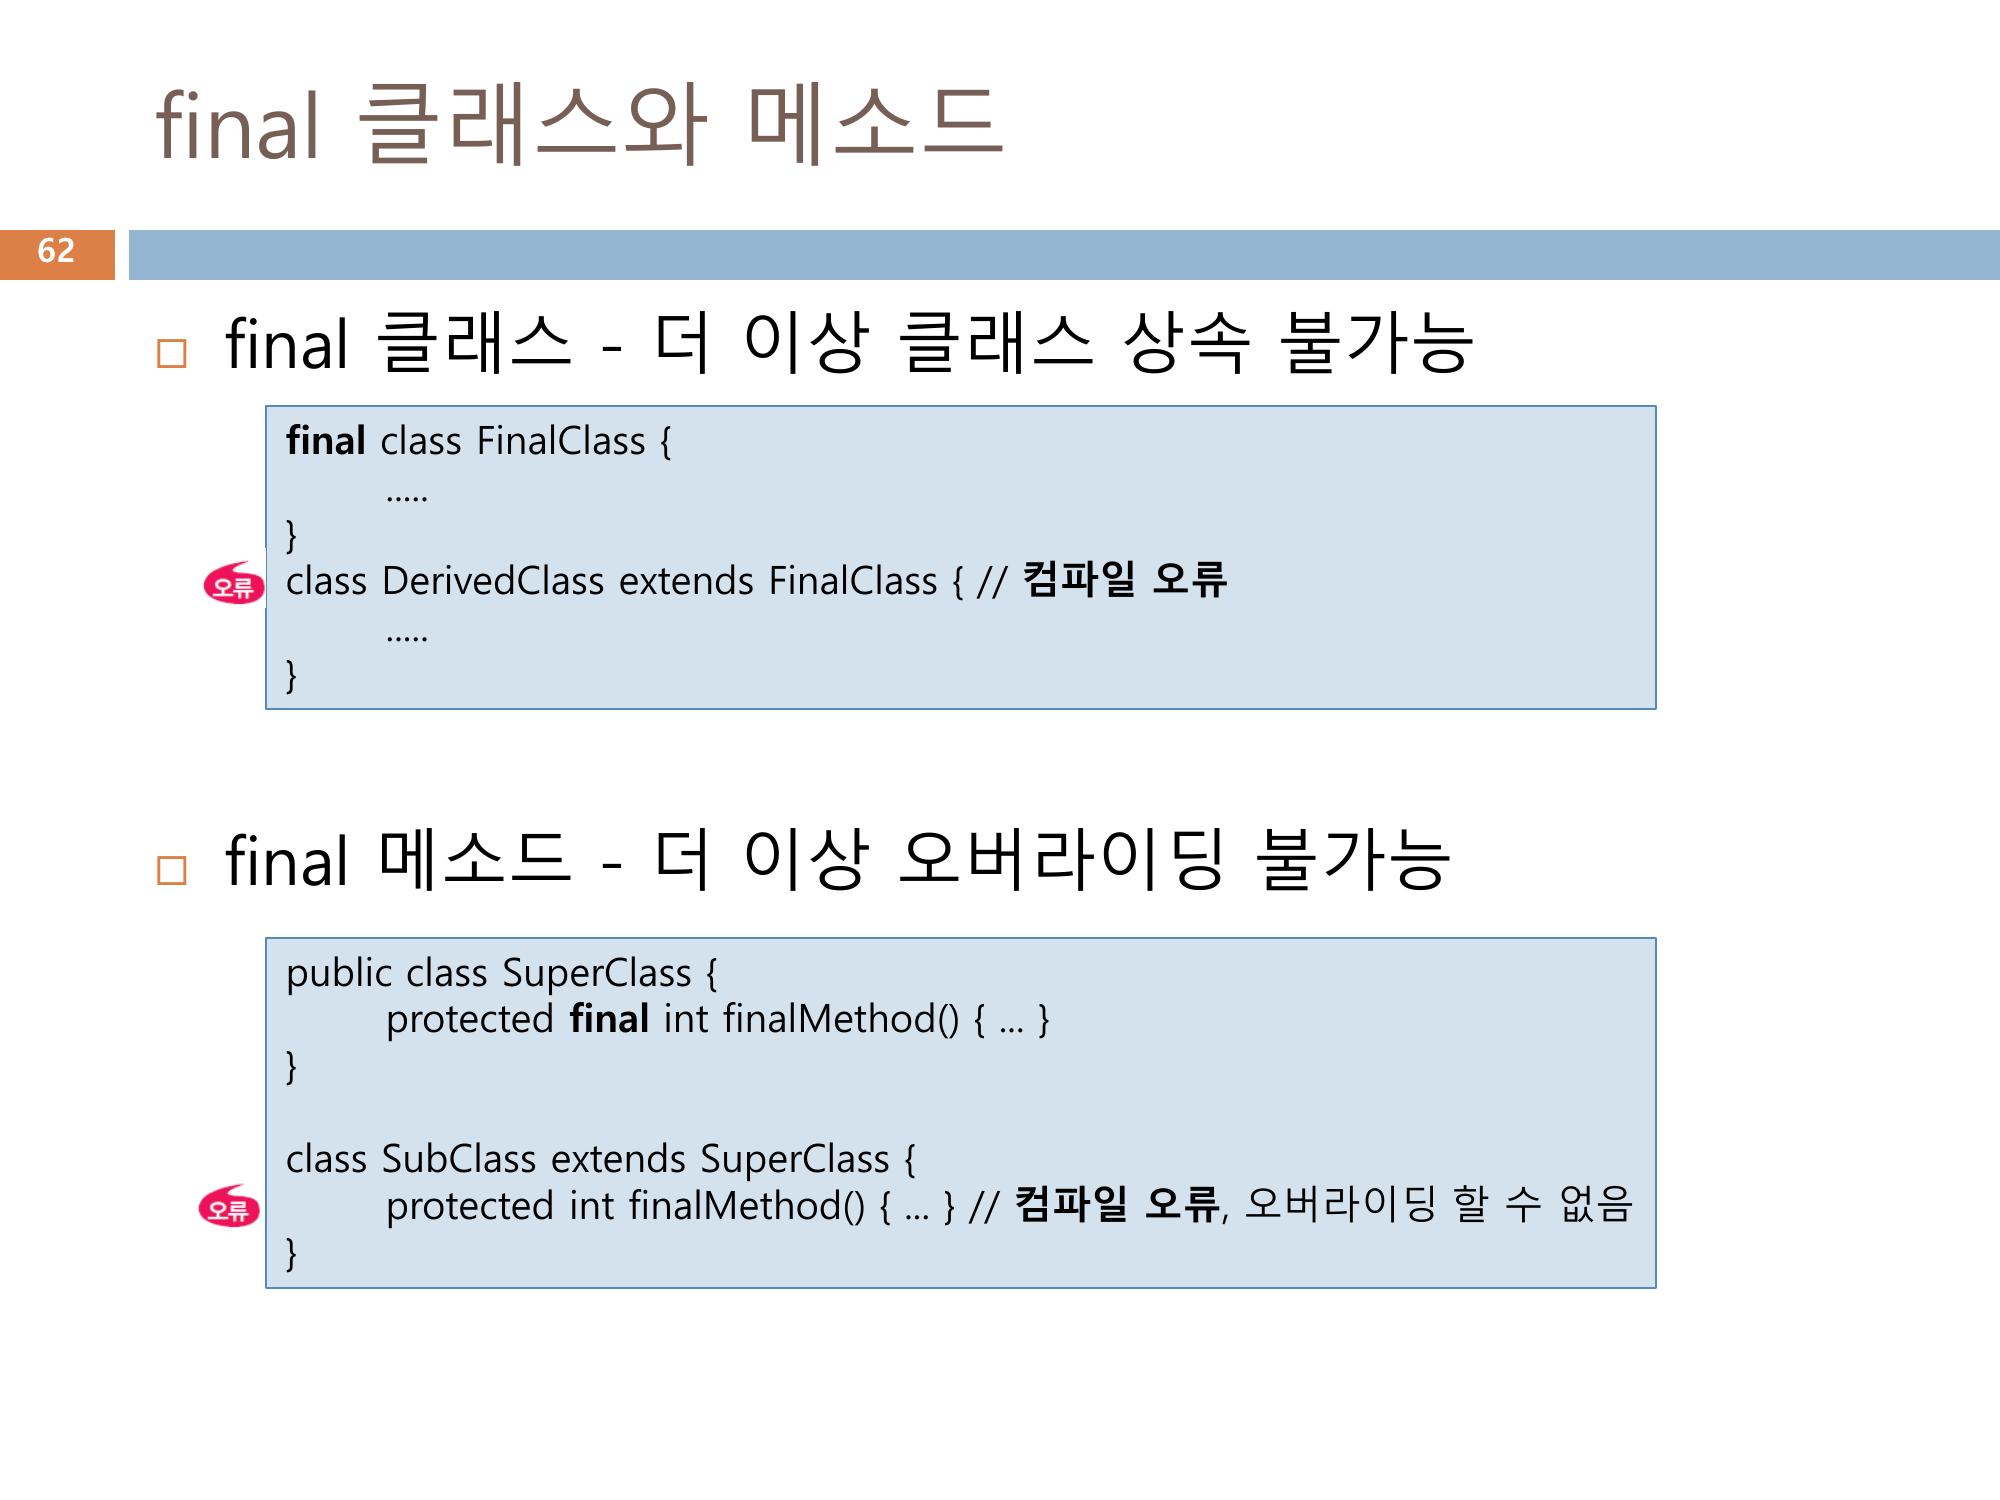 final 클래스와 메소드
62
□ final 클래스 - 더 이상 클래스 상속 불가능
final class FinalClass {
.....
}
오류
class DerivedClass extends FinalClass { // 컴파일 오류
.....
}
□ final 메소드 - 더 이상 오버라이딩 불가능
public class SuperClass {
protected final int finalMethod() { ... }
}
class SubClass extends SuperClass {
오류
protected int finalMethod() { ... } // 컴파일 오류, 오버라이딩 할 수 없음
}